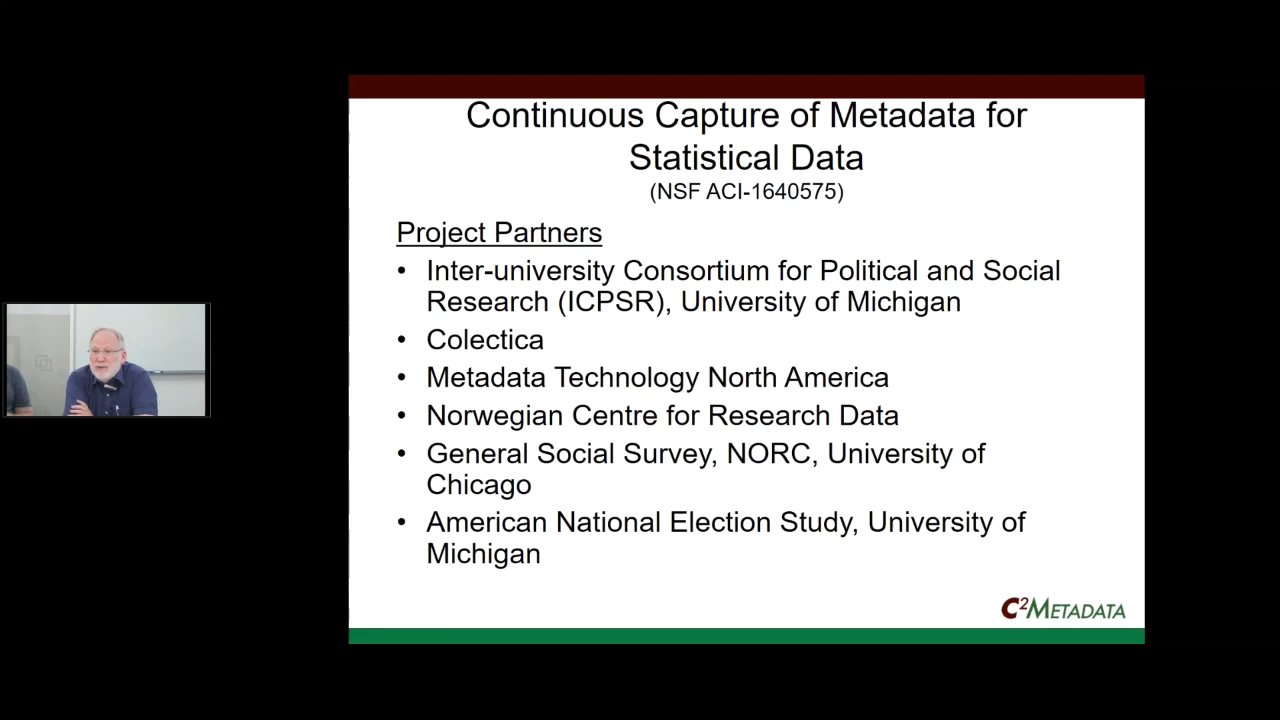 Continuous Capture of Metadata for
Statistical Data
(NSF ACI-1640575)
Project Partners
• Inter-university Consortium for Political and Social
Research (ICPSR), University of Michigan
• Colectica
• Metadata Technology North America
• Norwegian Centre for Research Data
• General Social Survey, NORC, University of
Chicago
• American National Election Study, University of
Michigan
C²METADATA